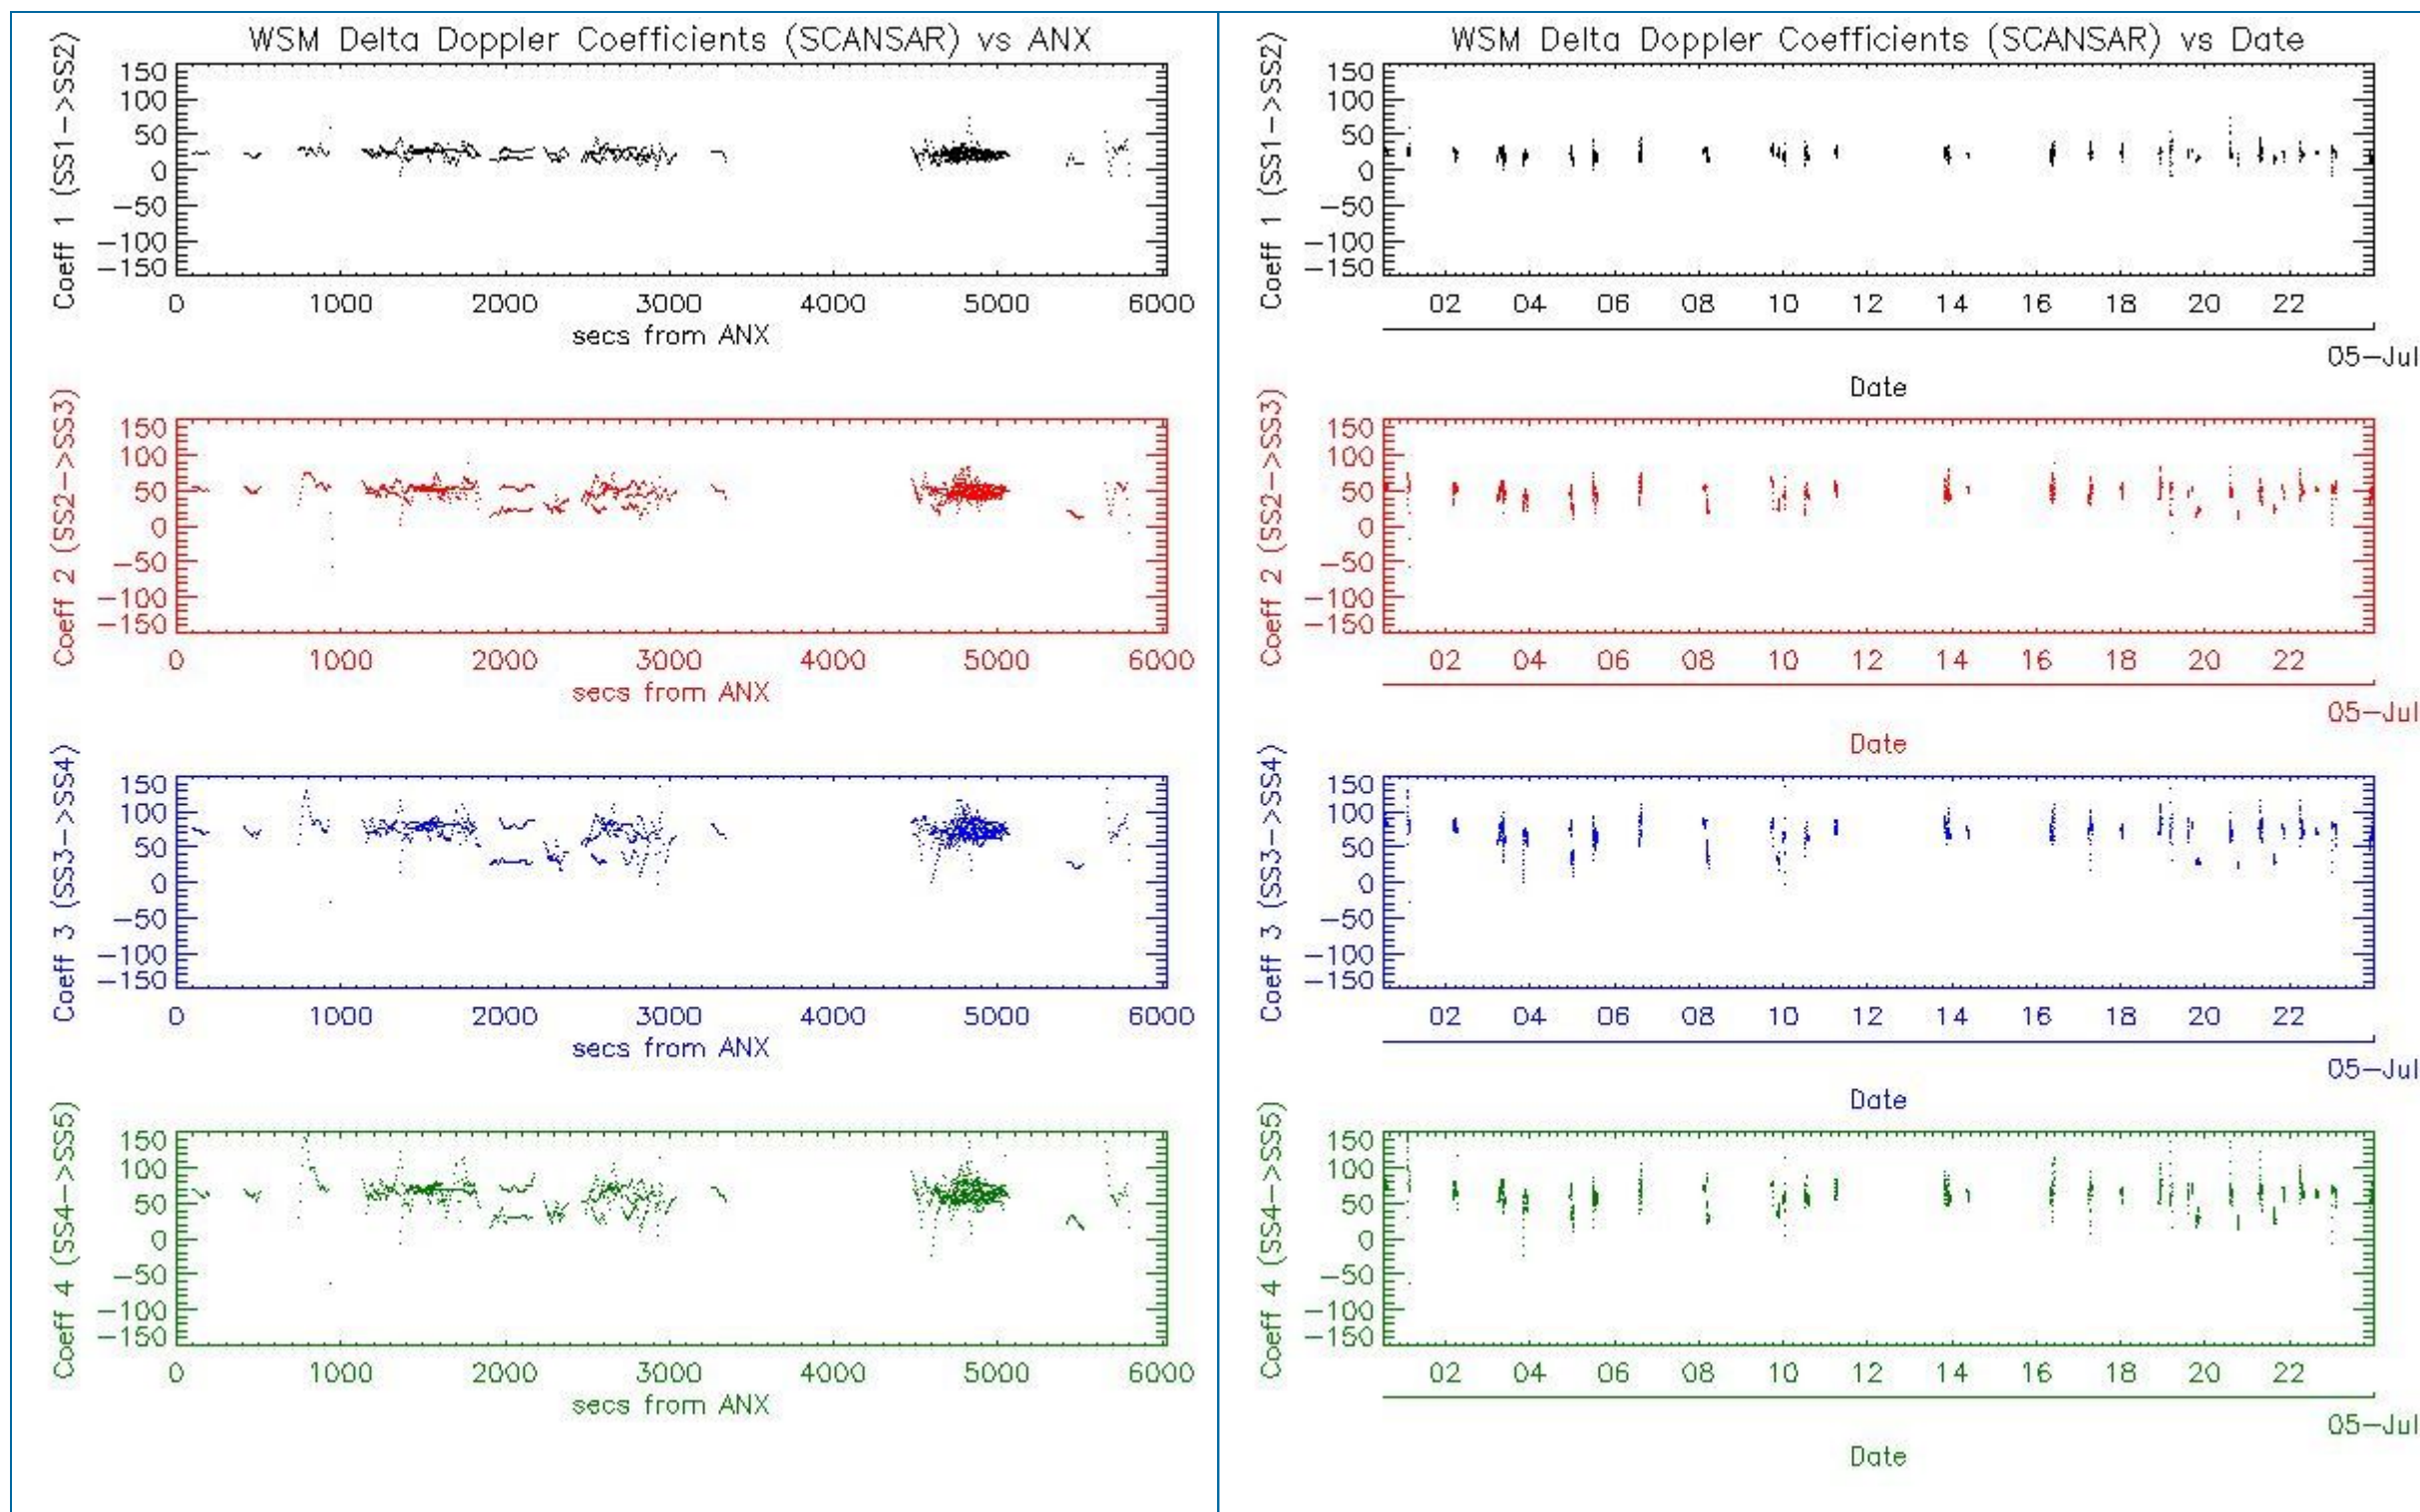 WSM Delta Doppler Coefficients (SCANSAR) vs ANX
Coeff 1 (SS1->SS2)
150
100
50
0
-50
-100
-150
0 1000 2000 3000 4000 5000 6000
secs from ANX
Coeff 2 (SS2->SS3)
150
100
50
0
-50
-100
-150
0 1000 2000 3000 4000 5000 6000
secs from ANX
Coeff 3 (SS3->SS4)
150
100
50
0
-50
-100
-150
0 1000 2000 3000 4000 5000 6000
secs from ANX
Coeff 4 (SS4->SS5)
150
100
50
0
-50
-100
-150
0 1000 2000 3000 4000 5000 6000
secs from ANX
WSM Delta Doppler Coefficients (SCANSAR) vs Date
Coeff 1 (SS1->SS2)
150
100
50
0
-50
-100
-150
02 04 06 08 10 12 14 16 18 20 22
05-Jul
Date
Coeff 2 (SS2->SS3)
150
100
50
0
-50
-100
-150
02 04 06 08 10 12 14 16 18 20 22
05-Jul
Date
Coeff 3 (SS3->SS4)
150
100
50
0
-50
-100
-150
02 04 06 08 10 12 14 16 18 20 22
05-Jul
Date
Coeff 4 (SS4->SS5)
150
100
50
0
-50
-100
-150
02 04 06 08 10 12 14 16 18 20 22
05-Jul
Date